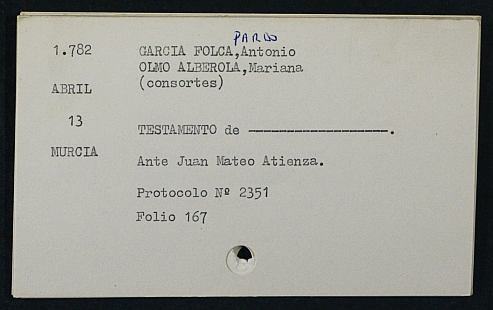 PARDO
1.782 GARCIA FOLCA,Antonio
OLMO ALBEROLA,Mariana
ABRIL (consortes)
13 TESTAMENTO de ------------------.
MURCIA Ante Juan Mateo Atienza.
Protocolo Nº 2351
Folio 167